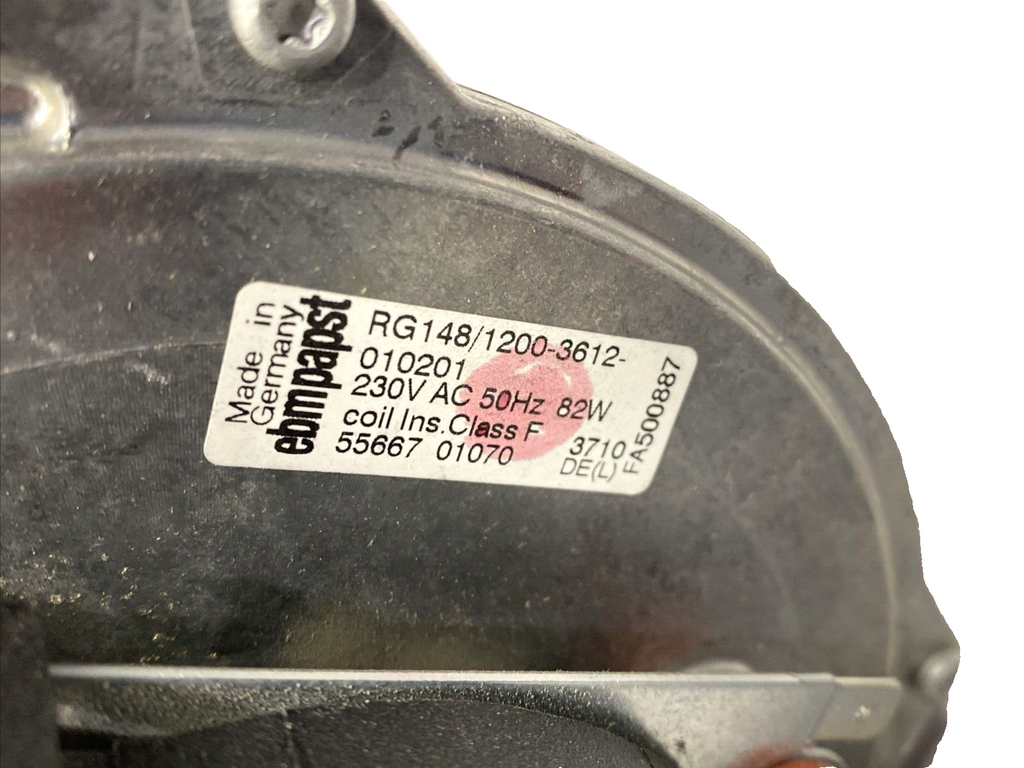 Made in
Germany
ebmpapst
RG148/1200-3612-
010201
230V AC 50Hz 82W
coil Ins.Class F
55667 01070
3710
DE(L)
FA500887